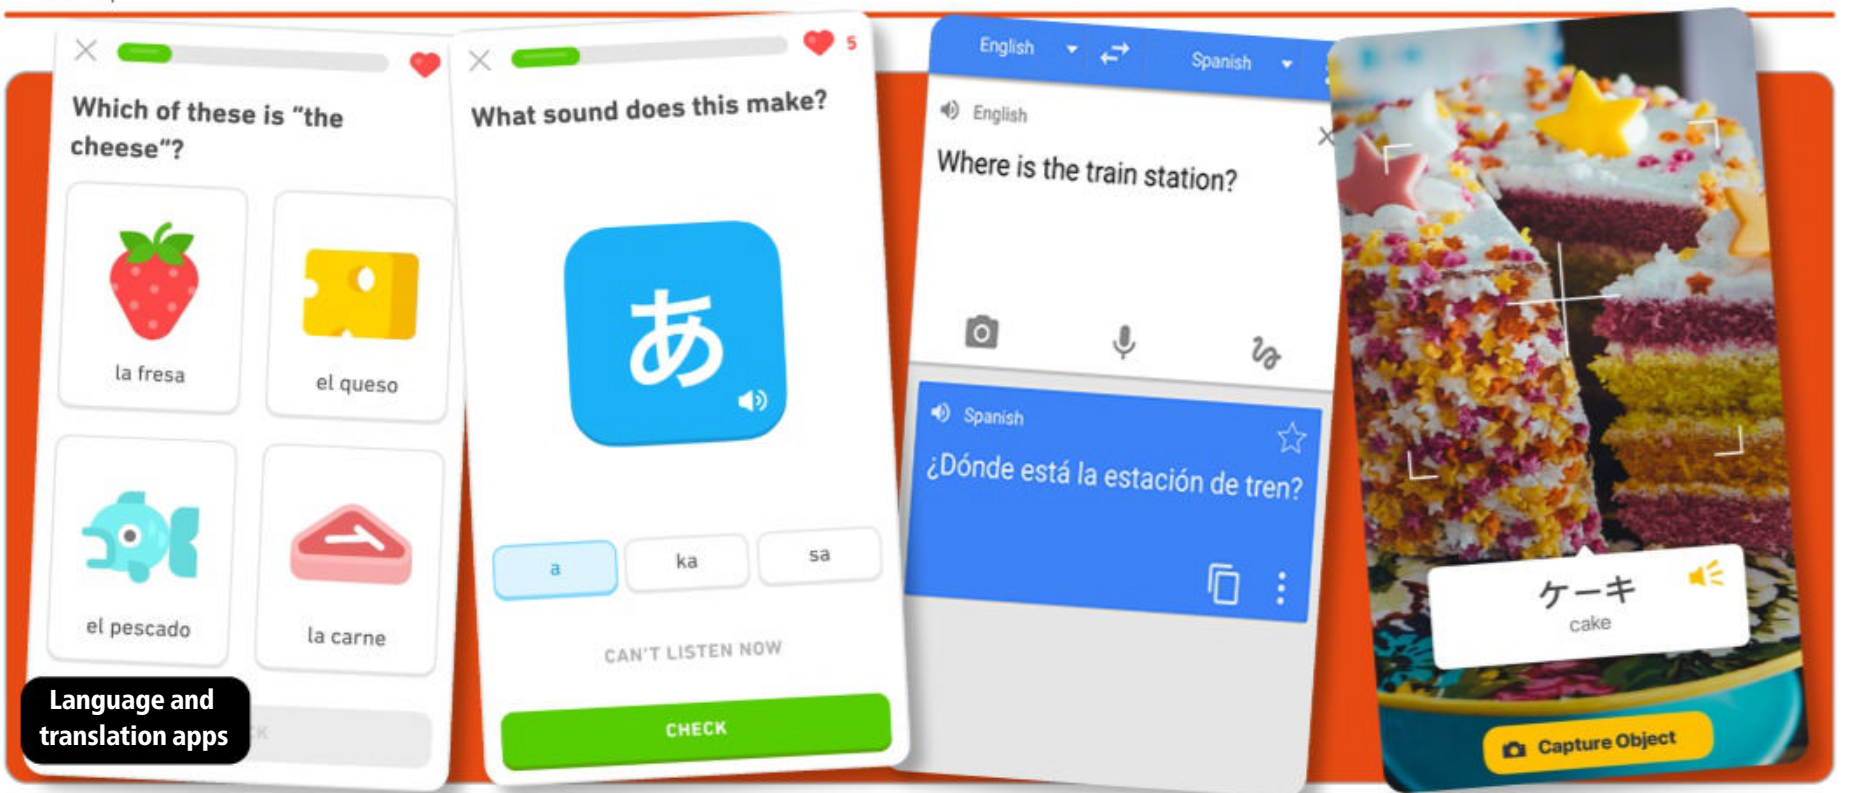 Which of these is “the
cheese”?
la fresa
el queso
el pescado
la carne
Language and
translation apps
5
What sound does this make?
あ
a
ka
sa
CAN'T LISTEN NOW
CHECK
English
Spanish
English
Where is the train station?
Spanish
¿Dónde está la estación de tren?
ケーキ
cake
Capture Object